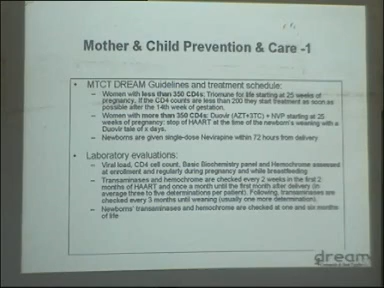 Mother & Child Prevention & Care -1
• MTCT DREAM Guidelines and treatment schedule:
– Women with less than 350 CD4s: Triomune for life starting at 25 weeks of
pregnancy, if the CD4 counts are less than 200 they start treatment as soon as
possible after the 14th week of gestation.
– Women with more than 350 CD4s: Duovir (AZT+3TC) + NVP starting at 25
weeks of pregnancy: stop of HAART at the time of the newborn's weaning with a
Duovir tale of x days.
– Newborns are given single-dose Nevirapine within 72 hours from delivery
• Laboratory evaluations:
– Viral load, CD4 cell count, Basic Biochemistry panel and Hemochrome assessed
at enrollment and regularly during pregnancy and while breastfeeding
– Transaminases and hemochrome are checked every 2 weeks in the first 2
months of HAART and once a month until the first month after delivery (in
average three to five determinations per patient). Following, transaminases are
checked every 3 months until weaning (usually one more determination).
– Newborns' transaminases and hemochrome are checked at one and six months
of life
dream